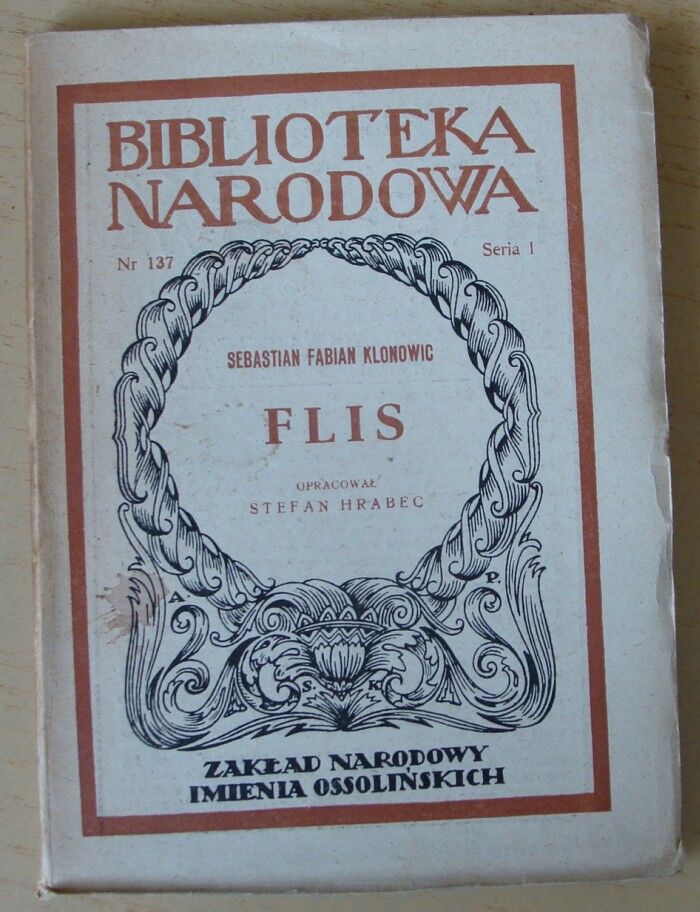 BIBLIOTEKA
NARODOWA
Nr 137 Seria I
SEBASTIAN FABIAN KLONOWIC
FLIS
OPRACOWAŁ
STEFAN HRABEC
A. P.
S. K.
ZAKŁAD NARODOWY
IMIENIA OSSOLIŃSKICH